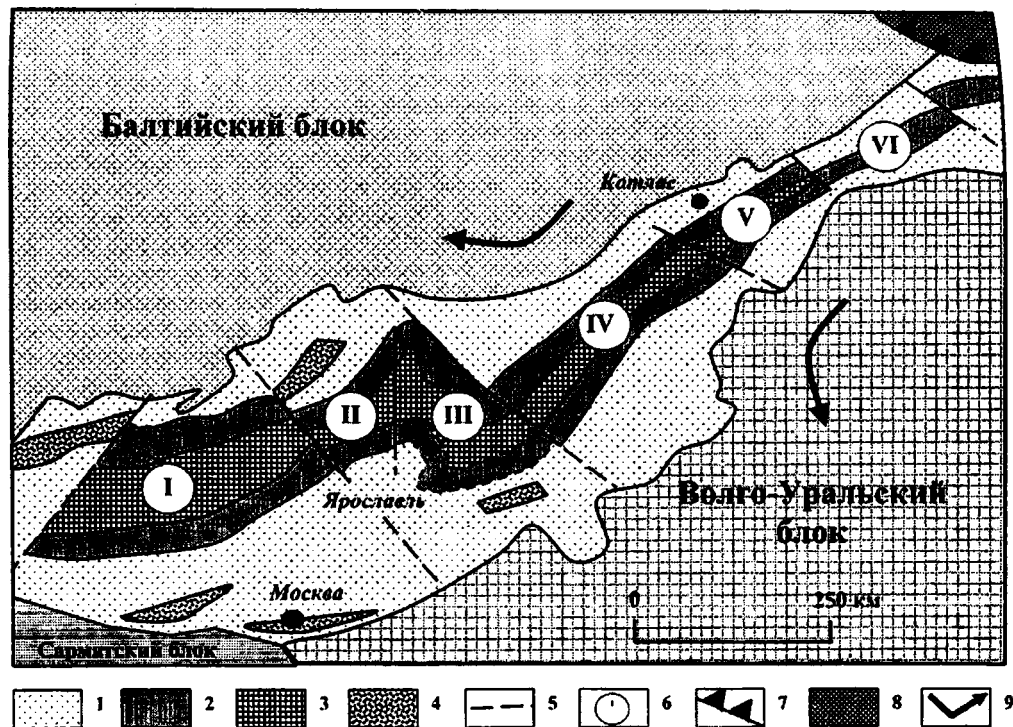 Балтийский блок
VI
Катлас
V
IV
II
III
I
Ярославль
Волго-Уральский
блок
Москва
0
250 км
Сарматский блок
1 2 3 4 5 6 7 8 9